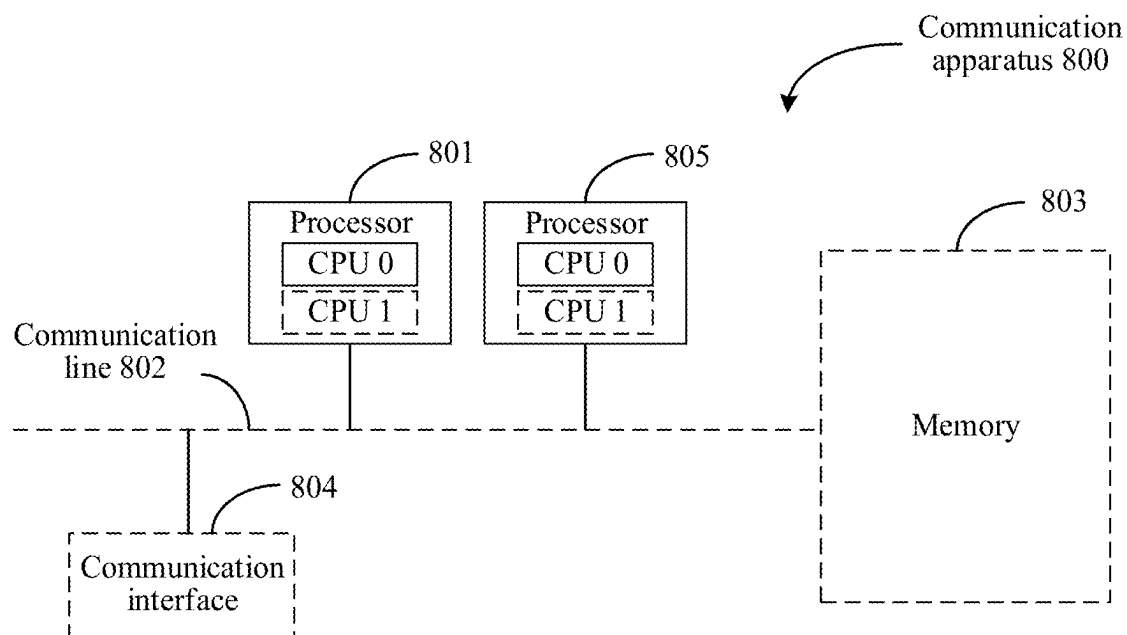 Communication
apparatus 800
801
805
803
Processor
CPU 0
CPU 1
Processor
CPU 0
CPU 1
Communication
line 802
Memory
804
Communication
interface